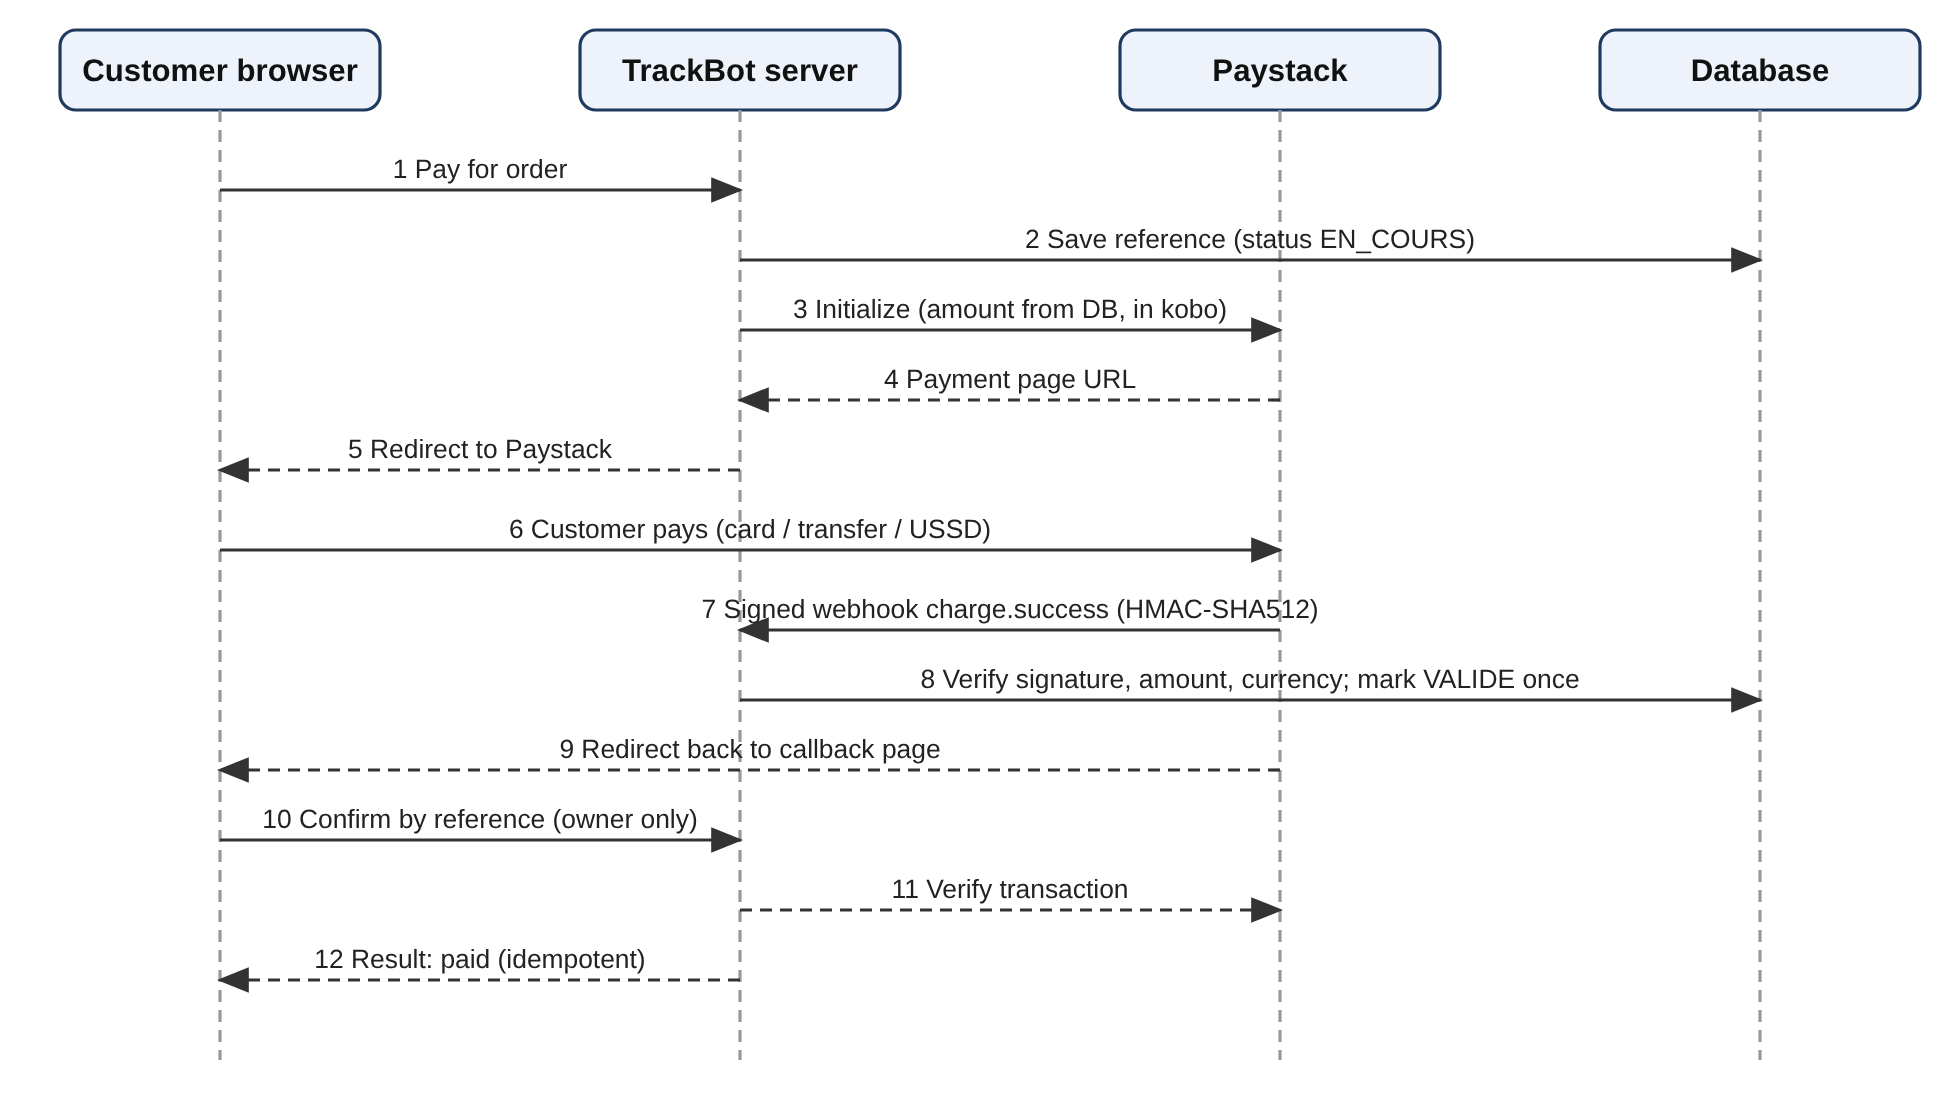 Customer browser
TrackBot server
Paystack
Database
1 Pay for order
2 Save reference (status EN_COURS)
3 Initialize (amount from DB, in kobo)
4 Payment page URL
5 Redirect to Paystack
6 Customer pays (card / transfer / USSD)
7 Signed webhook charge.success (HMAC-SHA512)
8 Verify signature, amount, currency; mark VALIDE once
9 Redirect back to callback page
10 Confirm by reference (owner only)
11 Verify transaction
12 Result: paid (idempotent)